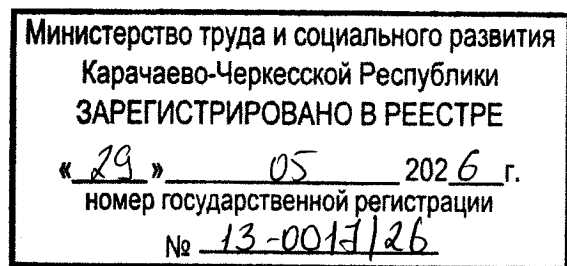 Министерство труда и социального развития
Карачаево-Черкесской Республики
ЗАРЕГИСТРИРОВАНО В РЕЕСТРЕ
« 29 » 05 2026 г.
номер государственной регистрации
№ 13-0017/26